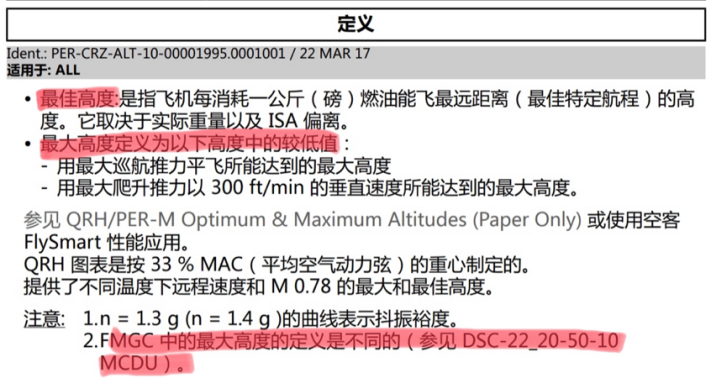 定义
Ident.: PER-CRZ-ALT-10-00001995.0001001 / 22 MAR 17
适用于: ALL
• 最佳高度:是指飞机每消耗一公斤（磅）燃油能飞最远距离（最佳特定航程）的高
度。它取决于实际重量以及 ISA 偏离。
• 最大高度定义为以下高度中的较低值：
- 用最大巡航推力平飞所能达到的最大高度
- 用最大爬升推力以 300 ft/min 的垂直速度所能达到的最大高度。
参见 QRH/PER-M Optimum & Maximum Altitudes (Paper Only) 或使用空客
FlySmart 性能应用。
QRH 图表是按 33 % MAC（平均空气动力弦）的重心制定的。
提供了不同温度下远程速度和 M 0.78 的最大和最佳高度。
注意: 1.n = 1.3 g (n = 1.4 g )的曲线表示抖振裕度。
2.FMGC 中的最大高度的定义是不同的（参见 DSC-22_20-50-10
MCDU）。